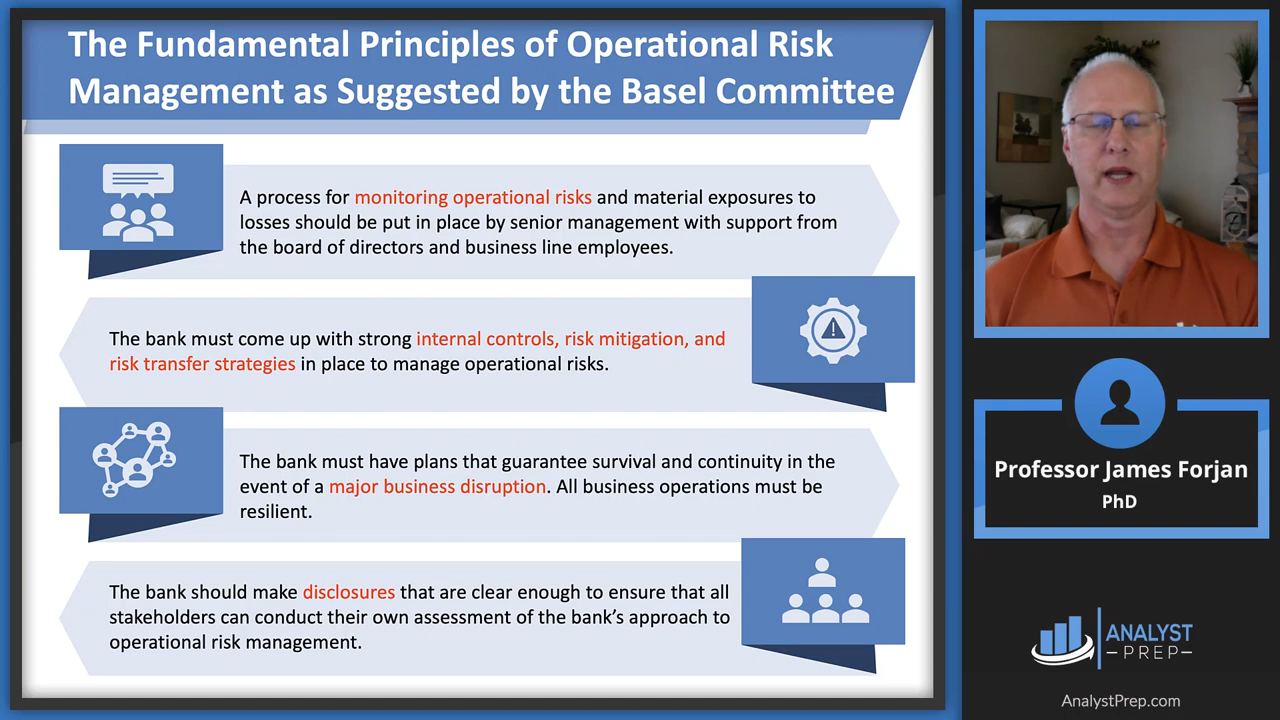 The Fundamental Principles of Operational Risk
Management as Suggested by the Basel Committee
A process for monitoring operational risks and material exposures to
losses should be put in place by senior management with support from
the board of directors and business line employees.
The bank must come up with strong internal controls, risk mitigation, and
risk transfer strategies in place to manage operational risks.
The bank must have plans that guarantee survival and continuity in the
event of a major business disruption. All business operations must be
resilient.
The bank should make disclosures that are clear enough to ensure that all
stakeholders can conduct their own assessment of the bank’s approach to
operational risk management.
Professor James Forjan
PhD
ANALYST
PREP
AnalystPrep.com